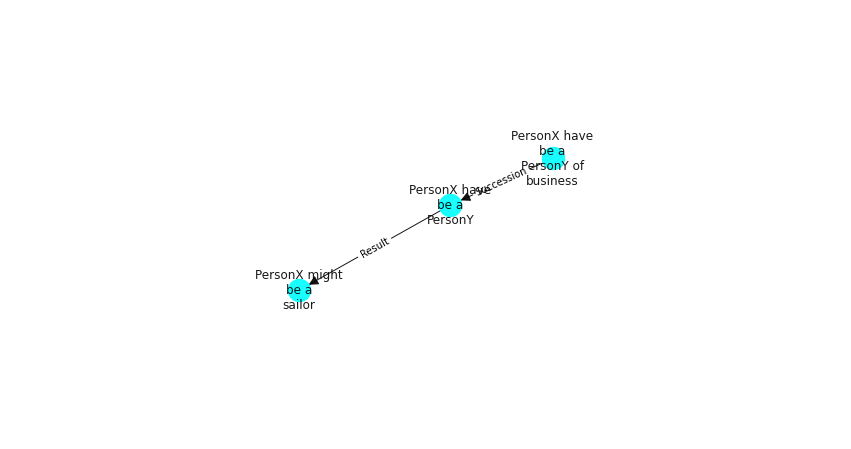 PersonX have
be a
PersonY of
business
Succession
PersonX have
be a
PersonY
Result
PersonX might
be a
sailor